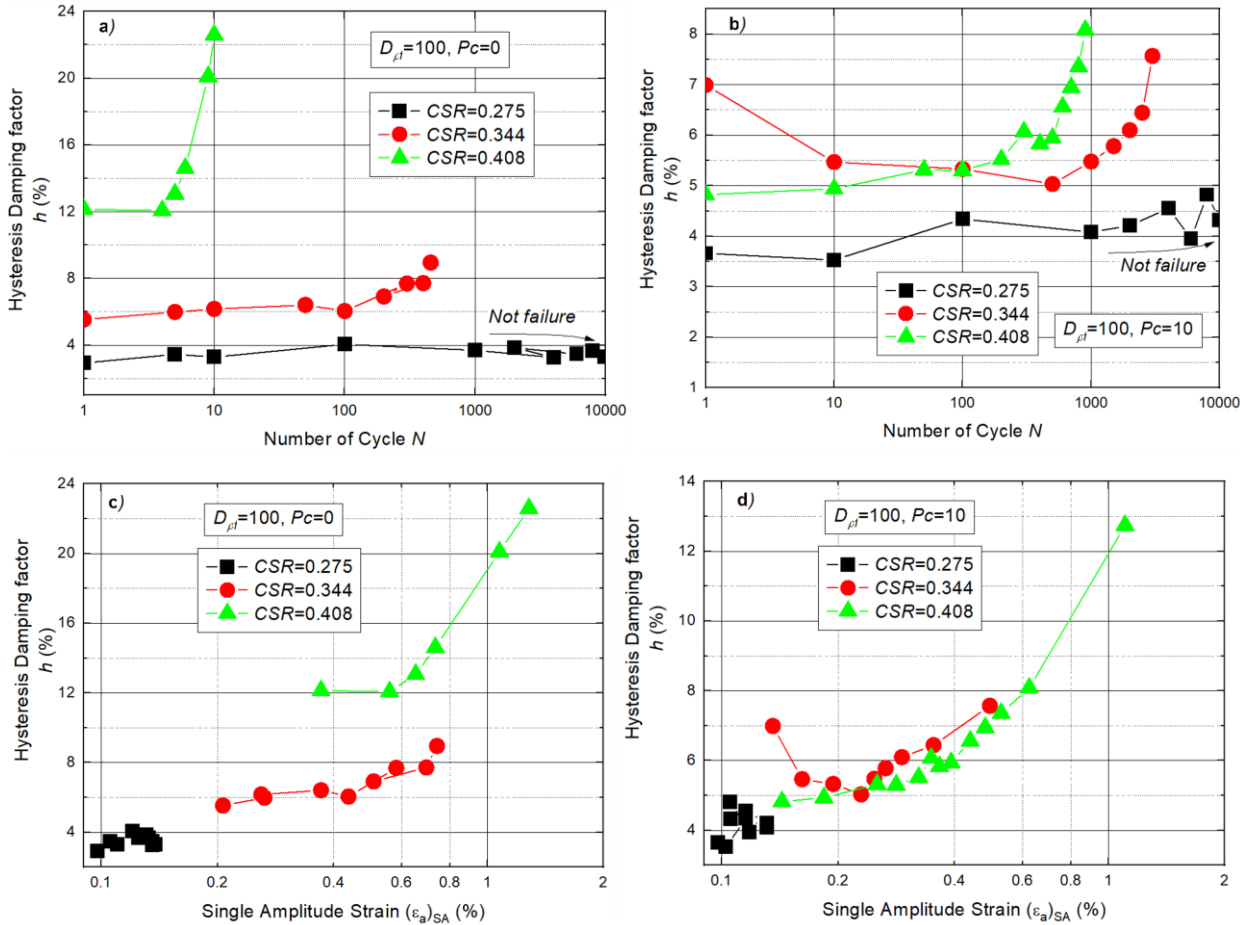 a)
24
20
16
12
8
4
Hysteresis Damping factor
h (%)
D𝜌t=100, Pc=0
CSR=0.275
CSR=0.344
CSR=0.408
Not failure
1 10 100 1000 10000
Number of Cycle N
b)
8
7
6
5
4
3
2
1
Hysteresis Damping factor
h (%)
Not failure
CSR=0.275
CSR=0.344
CSR=0.408
D𝜌t=100, Pc=10
1 10 100 1000 10000
Number of Cycle N
c)
24
20
16
12
8
4
Hysteresis Damping factor
h (%)
D𝜌t=100, Pc=0
CSR=0.275
CSR=0.344
CSR=0.408
0.1 0.2 0.4 0.6 0.8 1 2
Single Amplitude Strain (εa)SA (%)
d)
14
12
10
8
6
4
Hysteresis Damping factor
h (%)
D𝜌t=100, Pc=10
CSR=0.275
CSR=0.344
CSR=0.408
0.1 0.2 0.4 0.6 0.8 1 2
Single Amplitude Strain (εa)SA (%)